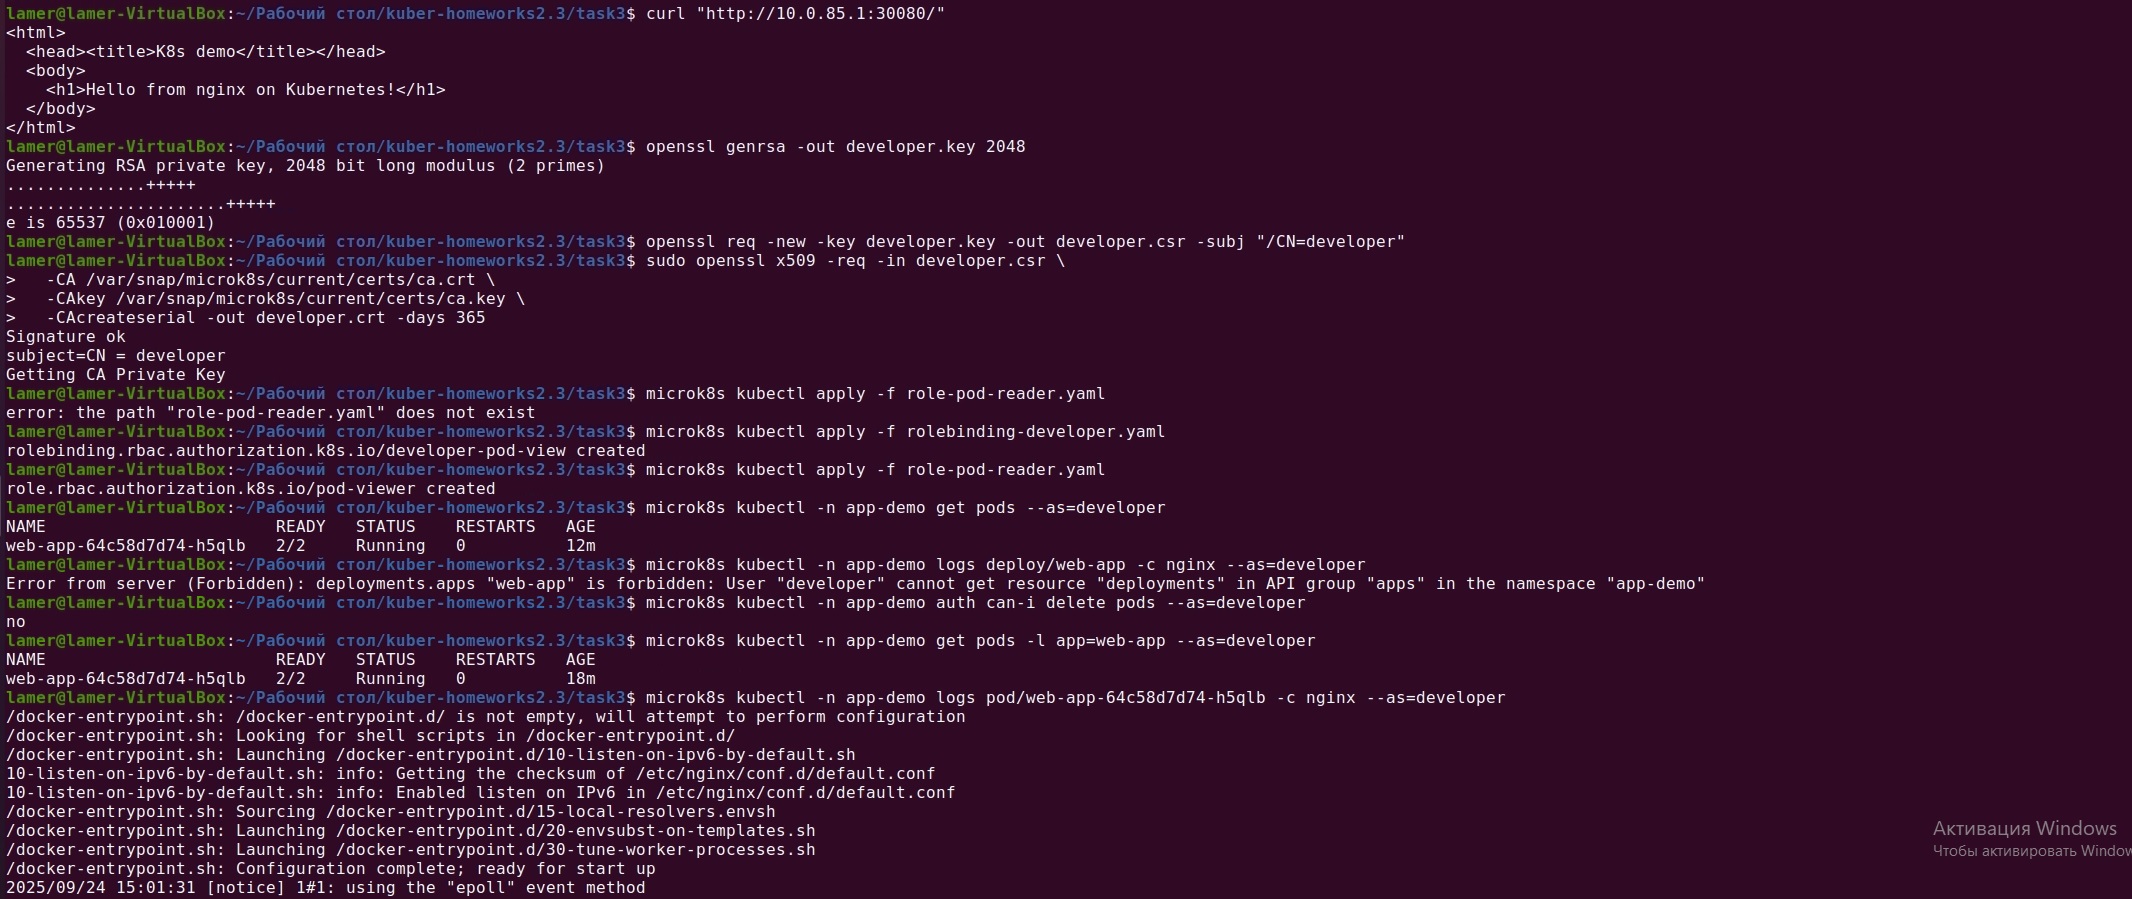 lamer@lamer-VirtualBox:~/Рабочий стол/kuber-homeworks2.3/task3$ curl "http://10.0.85.1:30080/"
<html>
  <head><title>K8s demo</title></head>
  <body>
    <h1>Hello from nginx on Kubernetes!</h1>
  </body>
</html>
lamer@lamer-VirtualBox:~/Рабочий стол/kuber-homeworks2.3/task3$ openssl genrsa -out developer.key 2048
Generating RSA private key, 2048 bit long modulus (2 primes)
..............+++++
......................+++++
e is 65537 (0x010001)
lamer@lamer-VirtualBox:~/Рабочий стол/kuber-homeworks2.3/task3$ openssl req -new -key developer.key -out developer.csr -subj "/CN=developer"
lamer@lamer-VirtualBox:~/Рабочий стол/kuber-homeworks2.3/task3$ sudo openssl x509 -req -in developer.csr \
>   -CA /var/snap/microk8s/current/certs/ca.crt \
>   -CAkey /var/snap/microk8s/current/certs/ca.key \
>   -CAcreateserial -out developer.crt -days 365
Signature ok
subject=CN = developer
Getting CA Private Key
lamer@lamer-VirtualBox:~/Рабочий стол/kuber-homeworks2.3/task3$ microk8s kubectl apply -f role-pod-reader.yaml
error: the path "role-pod-reader.yaml" does not exist
lamer@lamer-VirtualBox:~/Рабочий стол/kuber-homeworks2.3/task3$ microk8s kubectl apply -f rolebinding-developer.yaml
rolebinding.rbac.authorization.k8s.io/developer-pod-view created
lamer@lamer-VirtualBox:~/Рабочий стол/kuber-homeworks2.3/task3$ microk8s kubectl apply -f role-pod-reader.yaml
role.rbac.authorization.k8s.io/pod-viewer created
lamer@lamer-VirtualBox:~/Рабочий стол/kuber-homeworks2.3/task3$ microk8s kubectl -n app-demo get pods --as=developer
NAME                       READY   STATUS    RESTARTS   AGE
web-app-64c58d7d74-h5qlb   2/2     Running   0          12m
lamer@lamer-VirtualBox:~/Рабочий стол/kuber-homeworks2.3/task3$ microk8s kubectl -n app-demo logs deploy/web-app -c nginx --as=developer
Error from server (Forbidden): deployments.apps "web-app" is forbidden: User "developer" cannot get resource "deployments" in API group "apps" in the namespace "app-demo"
lamer@lamer-VirtualBox:~/Рабочий стол/kuber-homeworks2.3/task3$ microk8s kubectl -n app-demo auth can-i delete pods --as=developer
no
lamer@lamer-VirtualBox:~/Рабочий стол/kuber-homeworks2.3/task3$ microk8s kubectl -n app-demo get pods -l app=web-app --as=developer
NAME                       READY   STATUS    RESTARTS   AGE
web-app-64c58d7d74-h5qlb   2/2     Running   0          18m
lamer@lamer-VirtualBox:~/Рабочий стол/kuber-homeworks2.3/task3$ microk8s kubectl -n app-demo logs pod/web-app-64c58d7d74-h5qlb -c nginx --as=developer
/docker-entrypoint.sh: /docker-entrypoint.d/ is not empty, will attempt to perform configuration
/docker-entrypoint.sh: Looking for shell scripts in /docker-entrypoint.d/
/docker-entrypoint.sh: Launching /docker-entrypoint.d/10-listen-on-ipv6-by-default.sh
10-listen-on-ipv6-by-default.sh: info: Getting the checksum of /etc/nginx/conf.d/default.conf
10-listen-on-ipv6-by-default.sh: info: Enabled listen on IPv6 in /etc/nginx/conf.d/default.conf
/docker-entrypoint.sh: Sourcing /docker-entrypoint.d/15-local-resolvers.envsh
/docker-entrypoint.sh: Launching /docker-entrypoint.d/20-envsubst-on-templates.sh
/docker-entrypoint.sh: Launching /docker-entrypoint.d/30-tune-worker-processes.sh
/docker-entrypoint.sh: Configuration complete; ready for start up
2025/09/24 15:01:31 [notice] 1#1: using the "epoll" event method
Активация Windows
Чтобы активировать Window